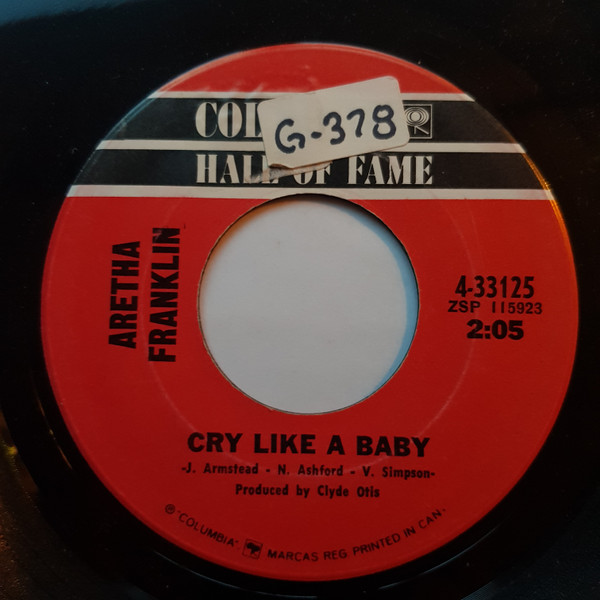 COL
G-378
HALL OF FAME
ARETHA
FRANKLIN
4-33125
ZSP 115923
2:05
CRY LIKE A BABY
-J. Armstead - N. Ashford - V. Simpson-
Produced by Clyde Otis
℗ "COLUMBIA", MARCAS REG. PRINTED IN CAN.